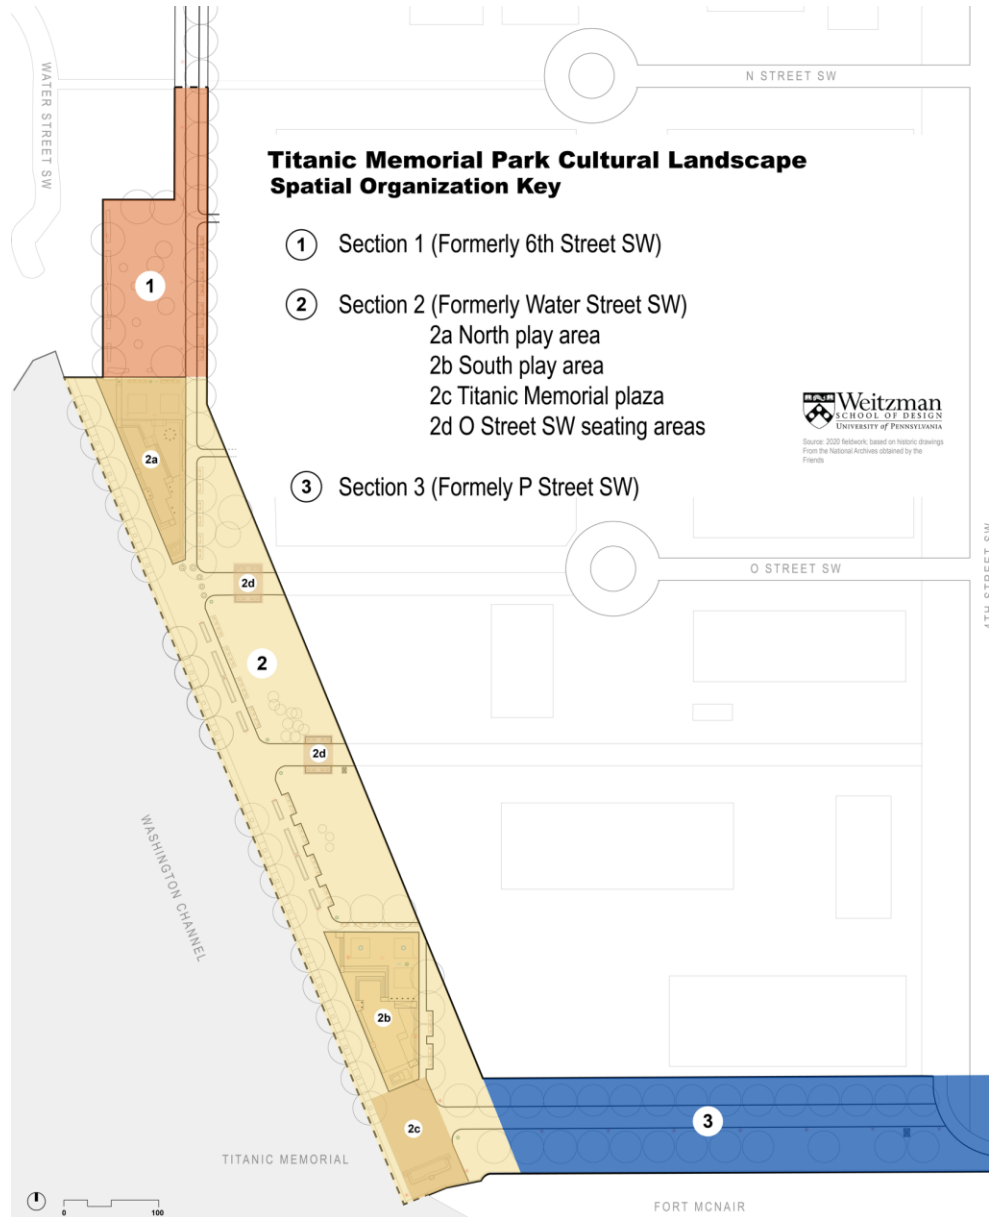 N STREET SW
WATER STREET SW
Titanic Memorial Park Cultural Landscape
Spatial Organization Key
1 Section 1 (Formerly 6th Street SW)
2 Section 2 (Formerly Water Street SW)
2a North play area
2b South play area
2c Titanic Memorial plaza
2d O Street SW seating areas
3 Section 3 (Formely P Street SW)
Weitzman
SCHOOL OF DESIGN
UNIVERSITY OF PENNSYLVANIA
Source: 2020 fieldwork; based on historic drawings
From the National Archives obtained by the
Friends
1
2a
2d
2
2d
2b
2c
3
O STREET SW
4TH STREET SW
WASHINGTON CHANNEL
TITANIC MEMORIAL
FORT MCNAIR
0 100